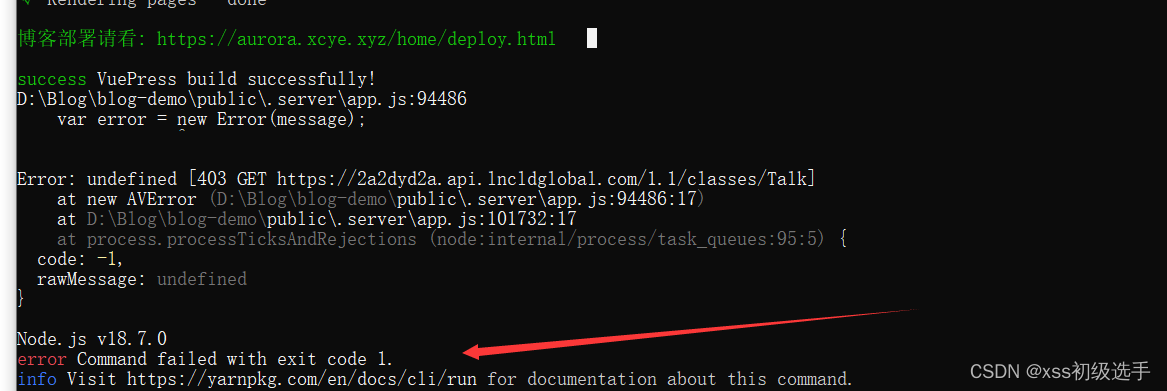 √ Rendering pages - done
博客部署请看: https://aurora.xcye.xyz/home/deploy.html
success VuePress build successfully!
D:\Blog\blog-demo\public\.server\app.js:94486
    var error = new Error(message);
                ^
Error: undefined [403 GET https://2a2dyd2a.api.lncldglobal.com/1.1/classes/Talk]
    at new AVError (D:\Blog\blog-demo\public\.server\app.js:94486:17)
    at D:\Blog\blog-demo\public\.server\app.js:101732:17
    at process.processTicksAndRejections (node:internal/process/task_queues:95:5) {
  code: -1,
  rawMessage: undefined
}
Node.js v18.7.0
error Command failed with exit code 1.
info Visit https://yarnpkg.com/en/docs/cli/run for documentation about this command.
CSDN @xss初级选手